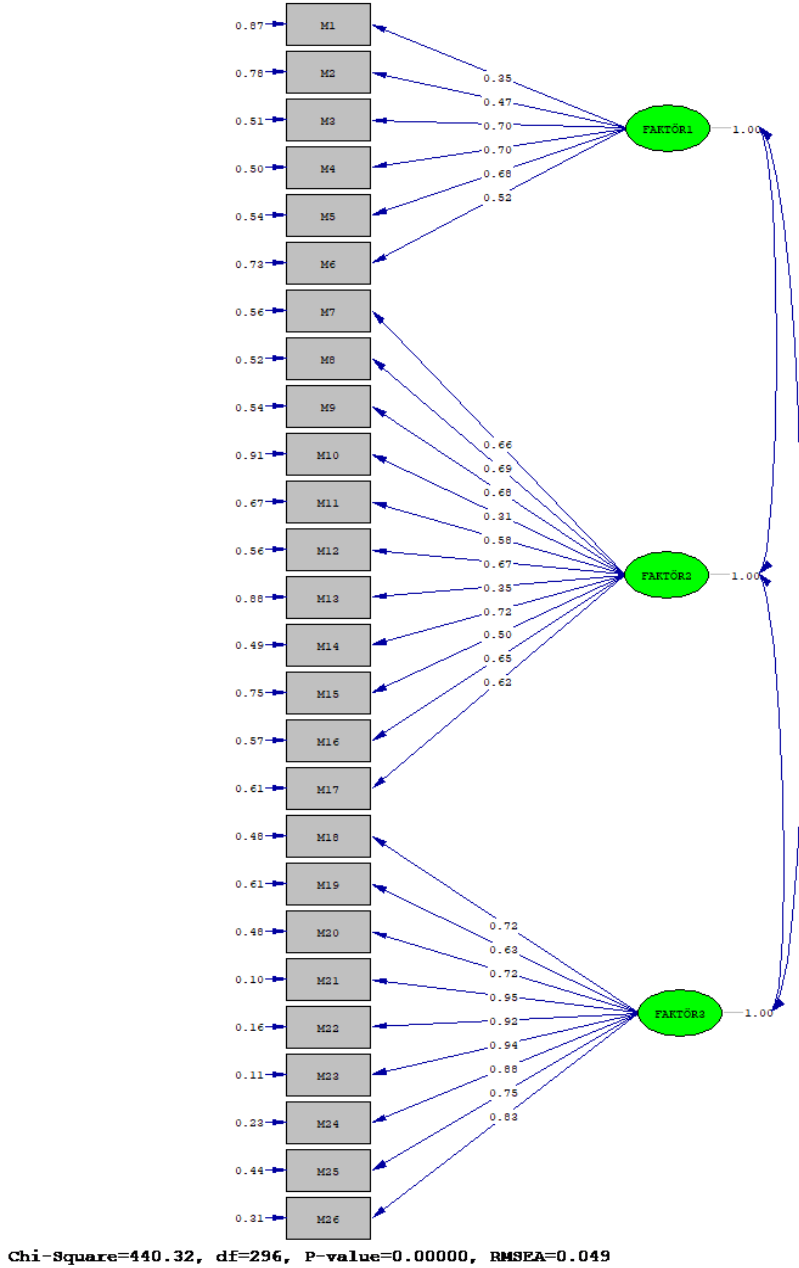 0.87 M1
0.35
0.78 M2
0.47
0.51 M3
0.70
FAKTÖR1 1.00
0.50 M4
0.70
0.54 M5
0.68
0.52
0.73 M6
0.56 M7
0.52 M8
0.54 M9
0.66
0.91 M10
0.69
0.68
0.67 M11
0.31
0.58
0.56 M12
0.67
FAKTÖR2 1.00
0.35
0.88 M13
0.72
0.49 M14
0.50
0.65
0.75 M15
0.62
0.57 M16
0.61 M17
0.48 M18
0.61 M19
0.72
0.48 M20
0.63
0.72
0.10 M21
0.95
FAKTÖR3 1.00
0.16 M22
0.92
0.94
0.11 M23
0.88
0.75
0.23 M24
0.83
0.44 M25
0.31 M26
Chi-Square=440.32, df=296, P-value=0.00000, RMSEA=0.049